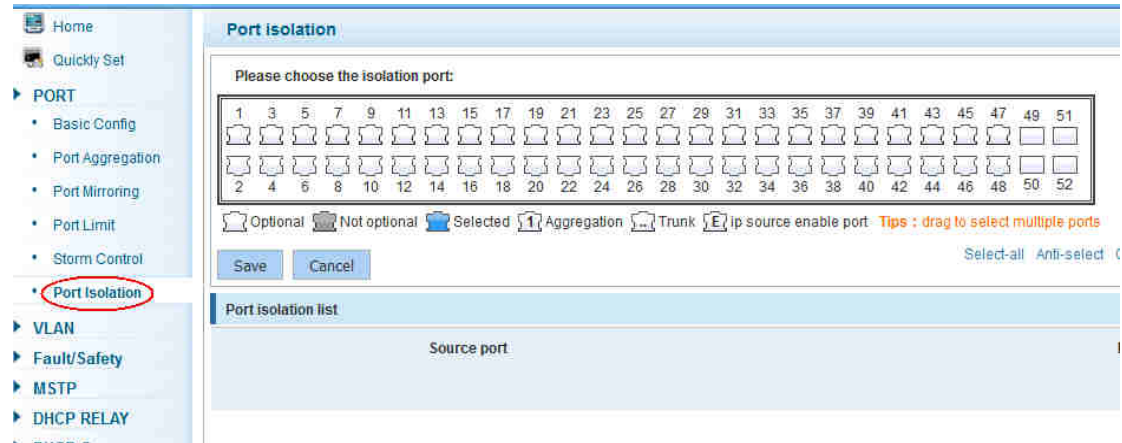 Home
Quickly Set
PORT
Basic Config
Port Aggregation
Port Mirroring
Port Limit
Storm Control
Port Isolation
VLAN
Fault/Safety
MSTP
DHCP RELAY
Port isolation
Please choose the isolation port:
1 3 5 7 9 11 13 15 17 19 21 23 25 27 29 31 33 35 37 39 41 43 45 47 49 51
2 4 6 8 10 12 14 16 18 20 22 24 26 28 30 32 34 36 38 40 42 44 46 48 50 52
Optional Not optional Selected 1 Aggregation ... Trunk E ip source enable port Tips : drag to select multiple ports
Select-all Anti-select
Save Cancel
Port isolation list
Source port